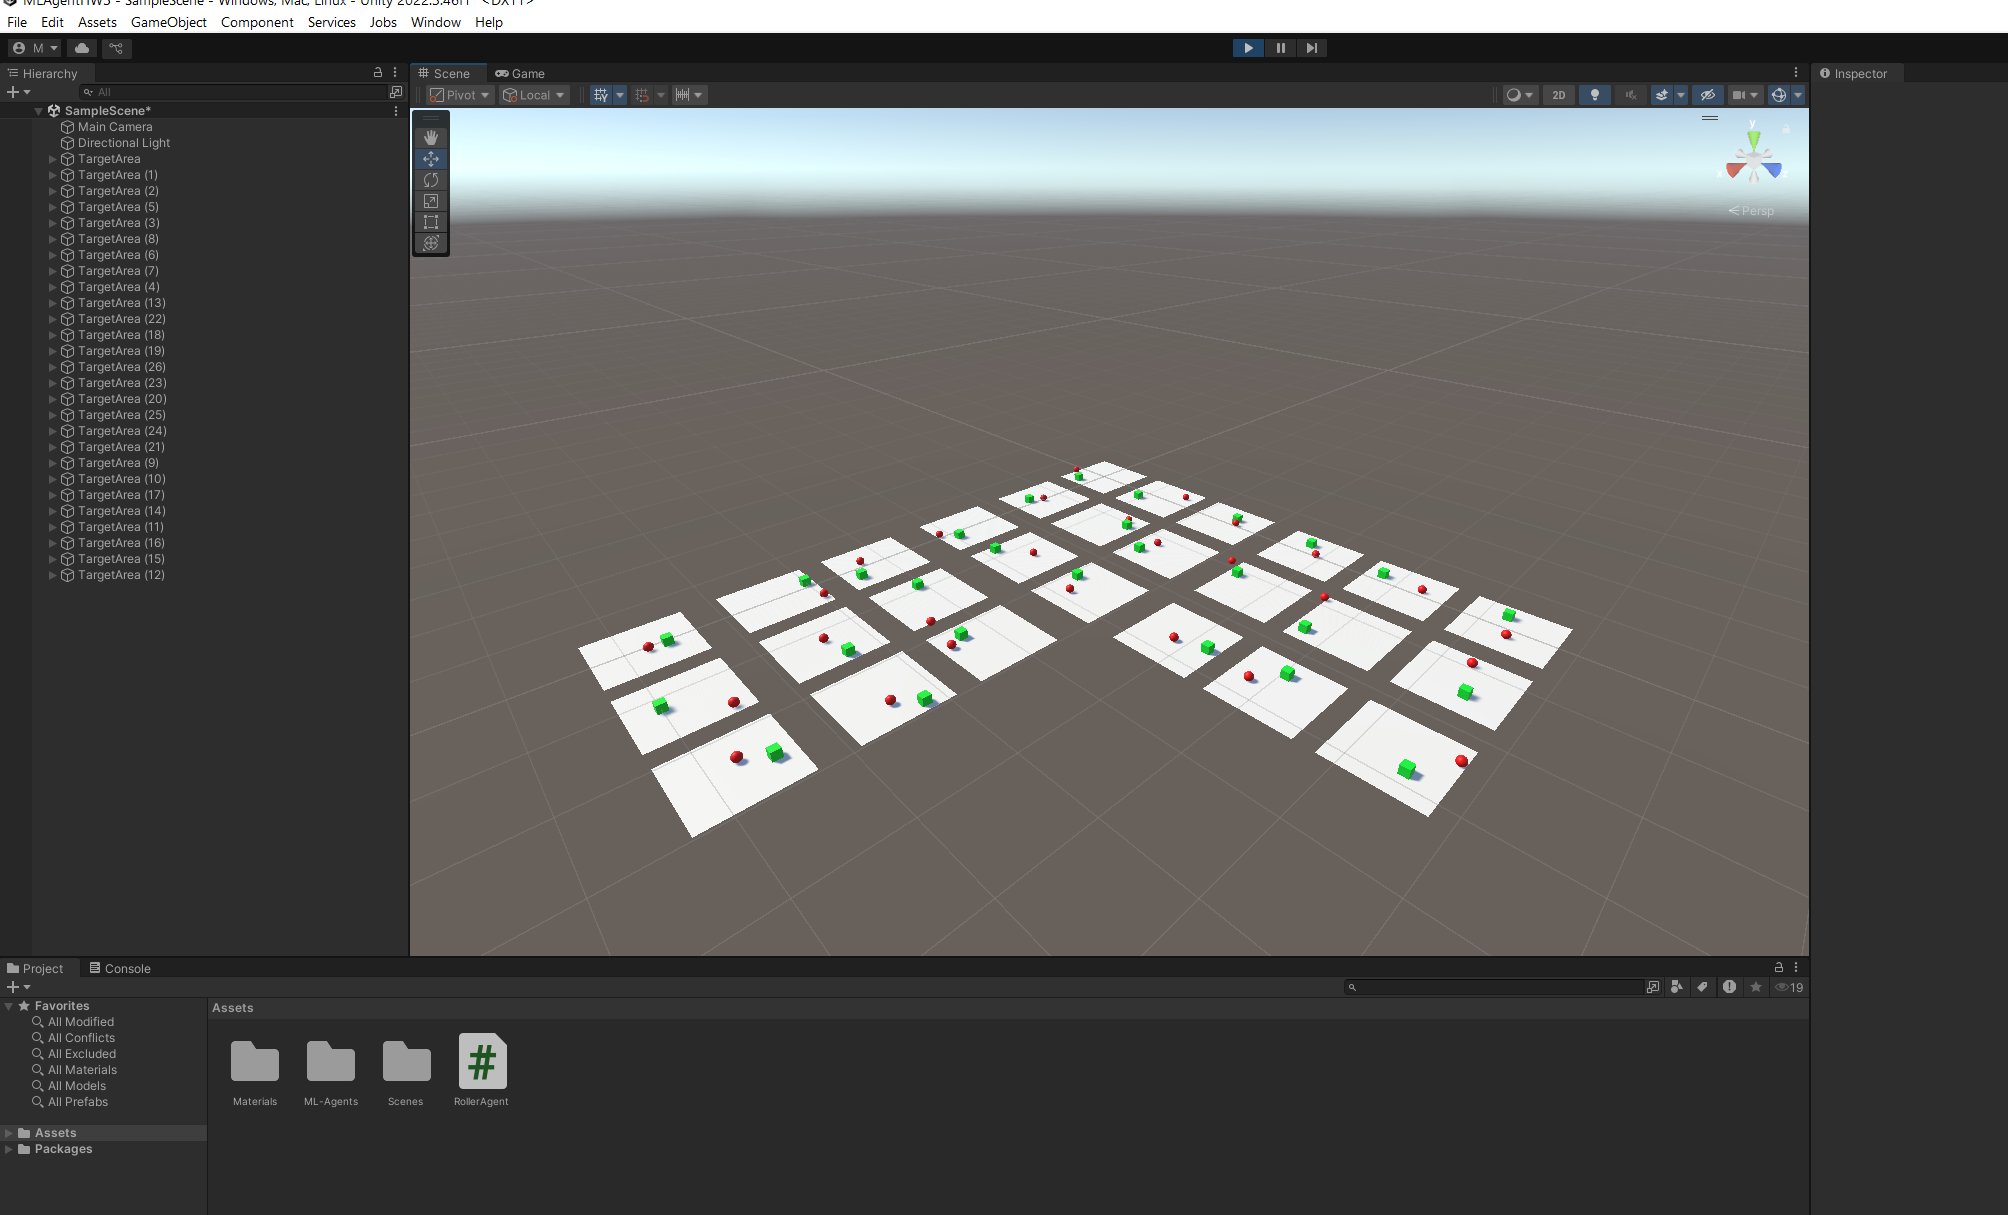 MLAgentHW3 - SampleScene - Windows, Mac, Linux - Unity 2022.3.46f1 <DX11>
File Edit Assets GameObject Component Services Jobs Window Help
M
Hierarchy
All
SampleScene*
Main Camera
Directional Light
TargetArea
TargetArea (1)
TargetArea (2)
TargetArea (5)
TargetArea (3)
TargetArea (8)
TargetArea (6)
TargetArea (7)
TargetArea (4)
TargetArea (13)
TargetArea (22)
TargetArea (18)
TargetArea (19)
TargetArea (26)
TargetArea (23)
TargetArea (20)
TargetArea (25)
TargetArea (24)
TargetArea (21)
TargetArea (9)
TargetArea (10)
TargetArea (17)
TargetArea (14)
TargetArea (11)
TargetArea (16)
TargetArea (15)
TargetArea (12)
Scene Game
Pivot Local 2D
y
x z
Persp
Inspector
Project Console
19
Favorites
All Modified
All Conflicts
All Excluded
All Materials
All Models
All Prefabs
Assets
Packages
Assets
Materials ML-Agents Scenes RollerAgent